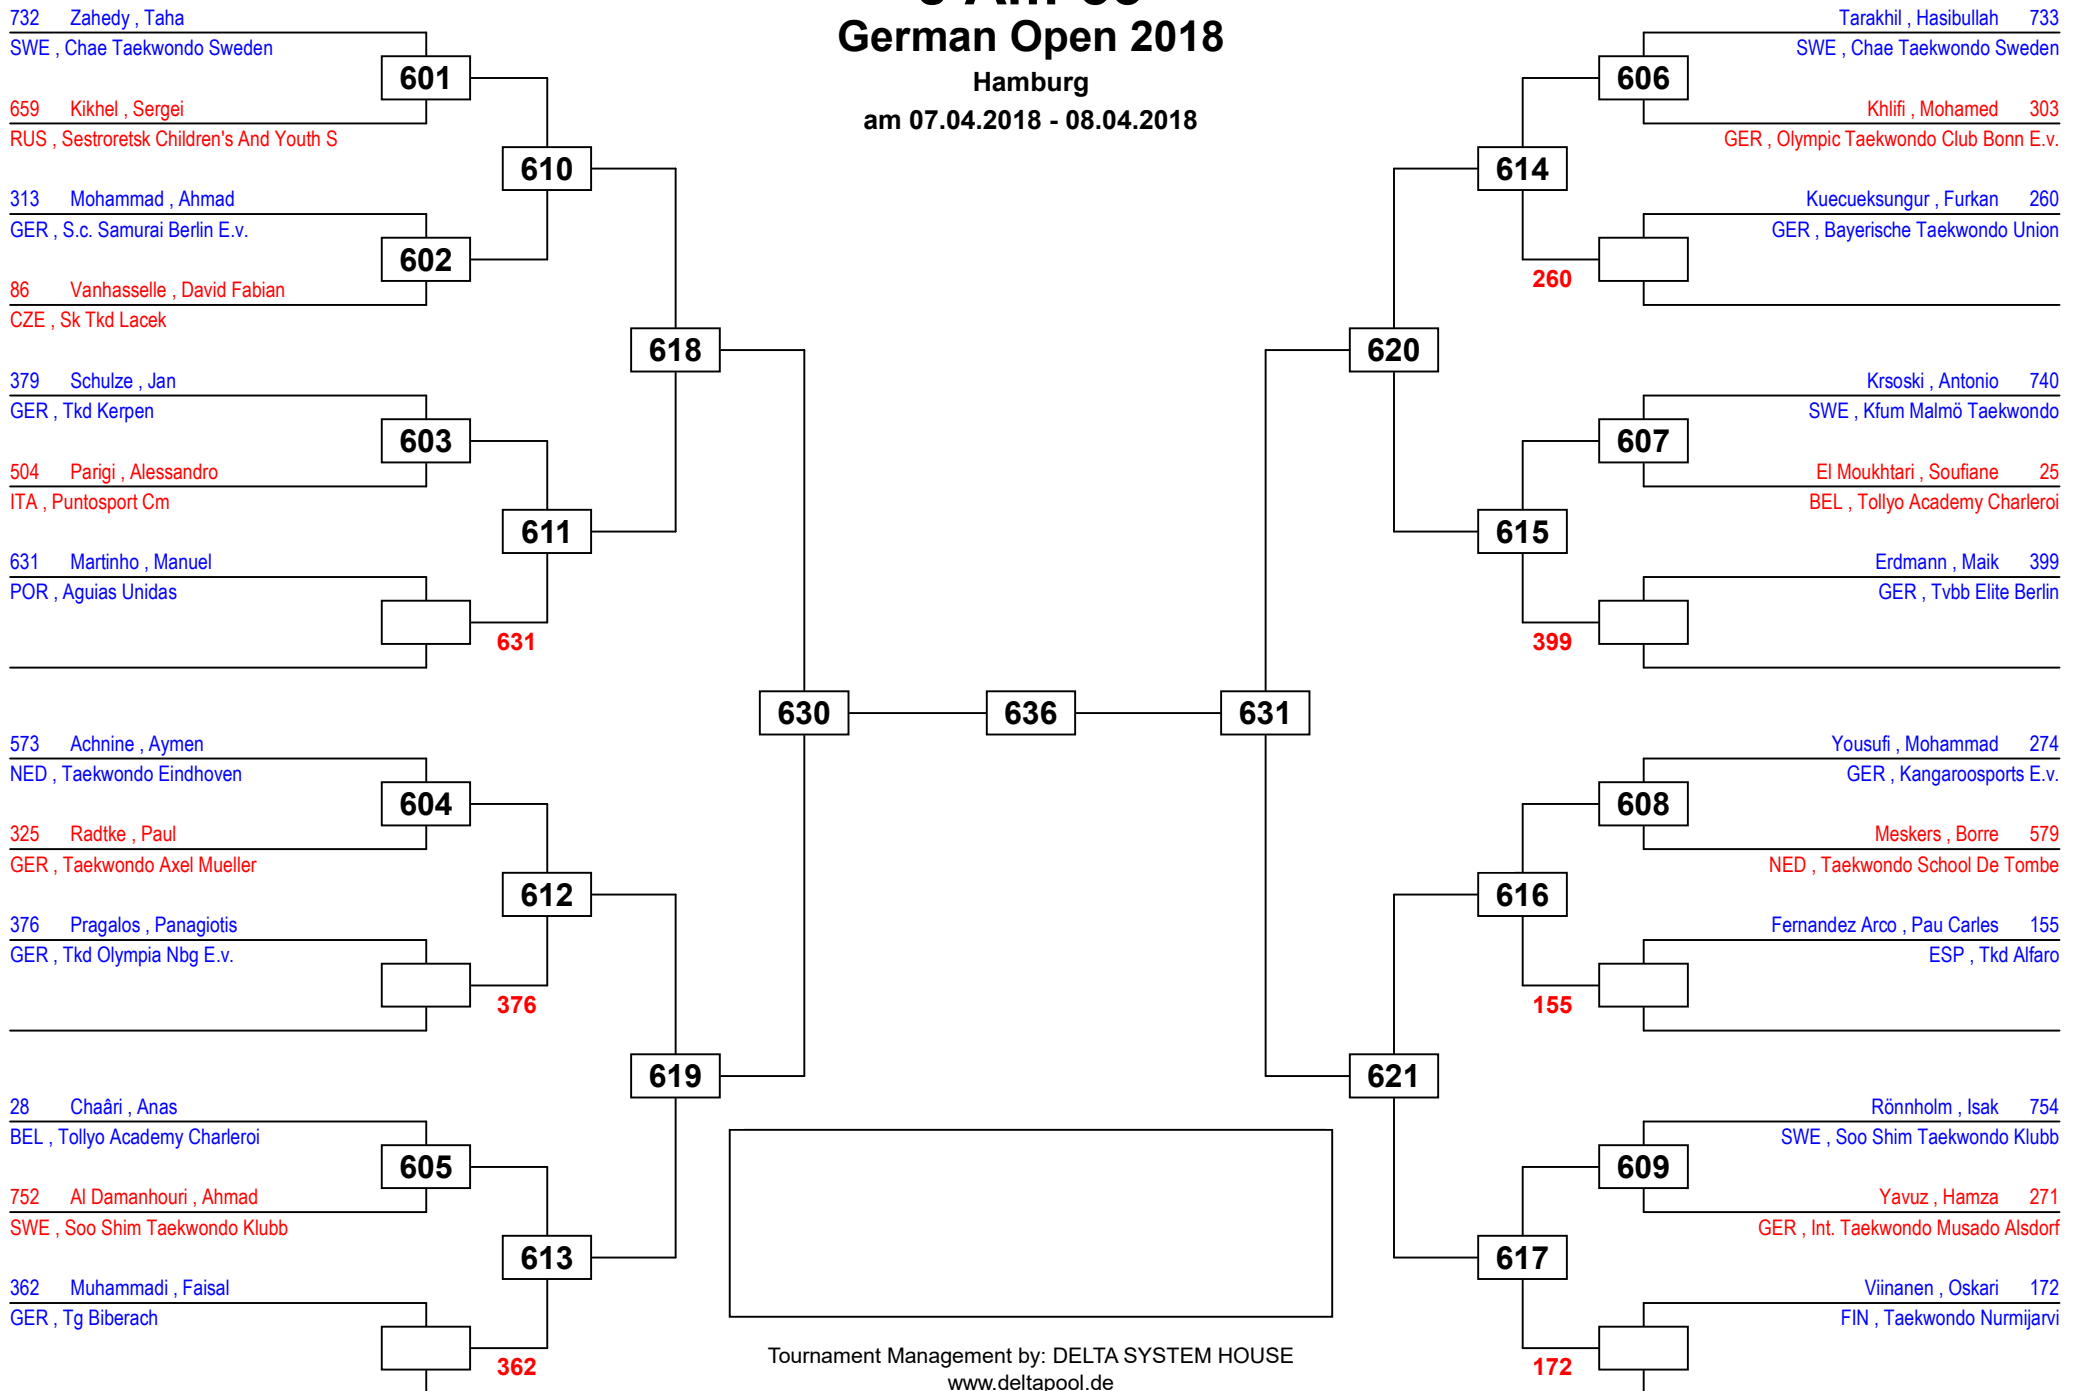 German Open 2018
Hamburg
am 07.04.2018 - 08.04.2018
732 Zahedy , Taha
SWE , Chae Taekwondo Sweden
601
659 Kikhel , Sergei
RUS , Sestroretsk Children's And Youth S
610
313 Mohammad , Ahmad
GER , S.c. Samurai Berlin E.v.
602
86 Vanhasselle , David Fabian
CZE , Sk Tkd Lacek
618
379 Schulze , Jan
GER , Tkd Kerpen
603
504 Parigi , Alessandro
ITA , Puntosport Cm
611
631 Martinho , Manuel
POR , Aguias Unidas
631
630
636
631
573 Achnine , Aymen
NED , Taekwondo Eindhoven
604
325 Radtke , Paul
GER , Taekwondo Axel Mueller
612
376 Pragalos , Panagiotis
GER , Tkd Olympia Nbg E.v.
376
619
28 Chaâri , Anas
BEL , Tollyo Academy Charleroi
605
752 Al Damanhouri , Ahmad
SWE , Soo Shim Taekwondo Klubb
613
362 Muhammadi , Faisal
GER , Tg Biberach
362
Tarakhil , Hasibullah 733
SWE , Chae Taekwondo Sweden
606
Khlifi , Mohamed 303
GER , Olympic Taekwondo Club Bonn E.v.
614
Kuecueksungur , Furkan 260
GER , Bayerische Taekwondo Union
260
620
Krsoski , Antonio 740
SWE , Kfum Malmö Taekwondo
607
El Moukhtari , Soufiane 25
BEL , Tollyo Academy Charleroi
615
Erdmann , Maik 399
GER , Tvbb Elite Berlin
399
Yousufi , Mohammad 274
GER , Kangaroosports E.v.
608
Meskers , Borre 579
NED , Taekwondo School De Tombe
616
Fernandez Arco , Pau Carles 155
ESP , Tkd Alfaro
155
621
Rönnholm , Isak 754
SWE , Soo Shim Taekwondo Klubb
609
Yavuz , Hamza 271
GER , Int. Taekwondo Musado Alsdorf
617
Viinanen , Oskari 172
FIN , Taekwondo Nurmijarvi
172
Tournament Management by: DELTA SYSTEM HOUSE
www.deltapool.de